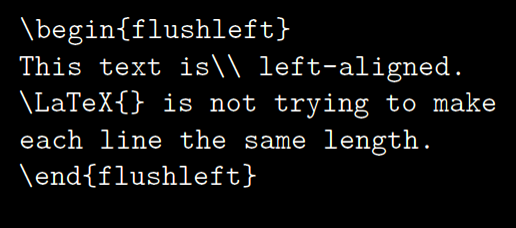 \begin{flushleft}
This text is\\ left-aligned.
\LaTeX{} is not trying to make
each line the same length.
\end{flushleft}